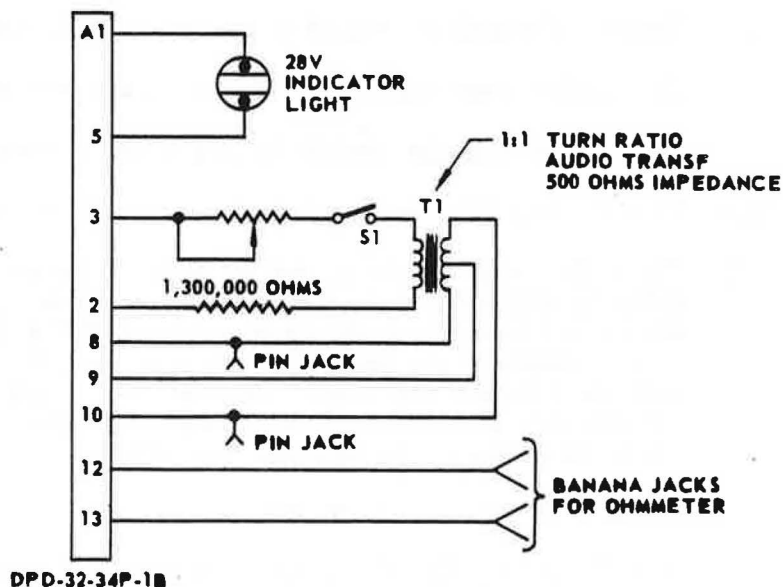 A1
28V
INDICATOR
LIGHT
5
1:1 TURN RATIO
AUDIO TRANSF
500 OHMS IMPEDANCE
T1
3
S1
1,300,000 OHMS
2
8
PIN JACK
9
10
PIN JACK
12
BANANA JACKS
FOR OHMMETER
13
DPD-32-34P-1B